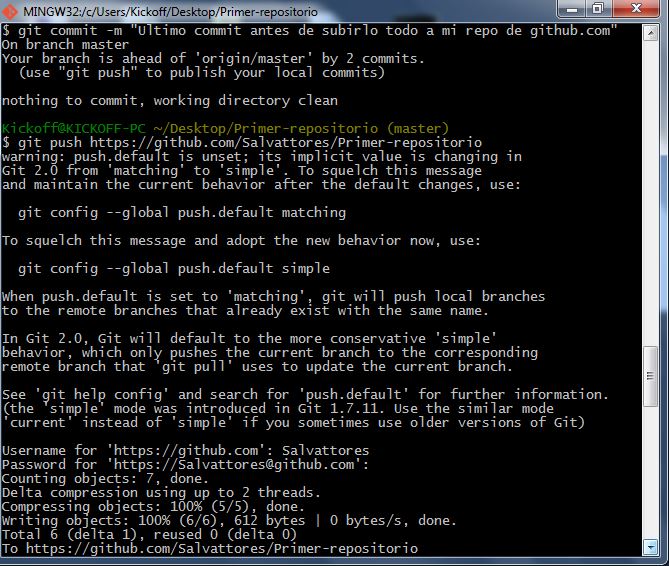 MINGW32:/c/Users/Kickoff/Desktop/Primer-repositorio
$ git commit -m "Ultimo commit antes de subirlo todo a mi repo de github.com"
On branch master
Your branch is ahead of 'origin/master' by 2 commits.
  (use "git push" to publish your local commits)

nothing to commit, working directory clean

Kickoff@KICKOFF-PC ~/Desktop/Primer-repositorio (master)
$ git push https://github.com/Salvattores/Primer-repositorio
warning: push.default is unset; its implicit value is changing in
Git 2.0 from 'matching' to 'simple'. To squelch this message
and maintain the current behavior after the default changes, use:

  git config --global push.default matching

To squelch this message and adopt the new behavior now, use:

  git config --global push.default simple

When push.default is set to 'matching', git will push local branches
to the remote branches that already exist with the same name.

In Git 2.0, Git will default to the more conservative 'simple'
behavior, which only pushes the current branch to the corresponding
remote branch that 'git pull' uses to update the current branch.

See 'git help config' and search for 'push.default' for further information.
(the 'simple' mode was introduced in Git 1.7.11. Use the similar mode
'current' instead of 'simple' if you sometimes use older versions of Git)

Username for 'https://github.com': Salvattores
Password for 'https://Salvattores@github.com':
Counting objects: 7, done.
Delta compression using up to 2 threads.
Compressing objects: 100% (5/5), done.
Writing objects: 100% (6/6), 612 bytes | 0 bytes/s, done.
Total 6 (delta 1), reused 0 (delta 0)
To https://github.com/Salvattores/Primer-repositorio